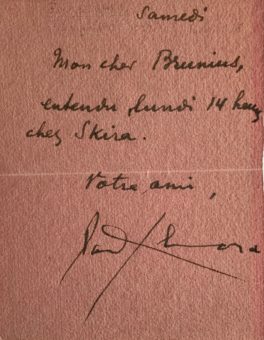 Samedi
Mon cher Brunius,
entendu, lundi 14 heures
chez Skira.
Votre ami,